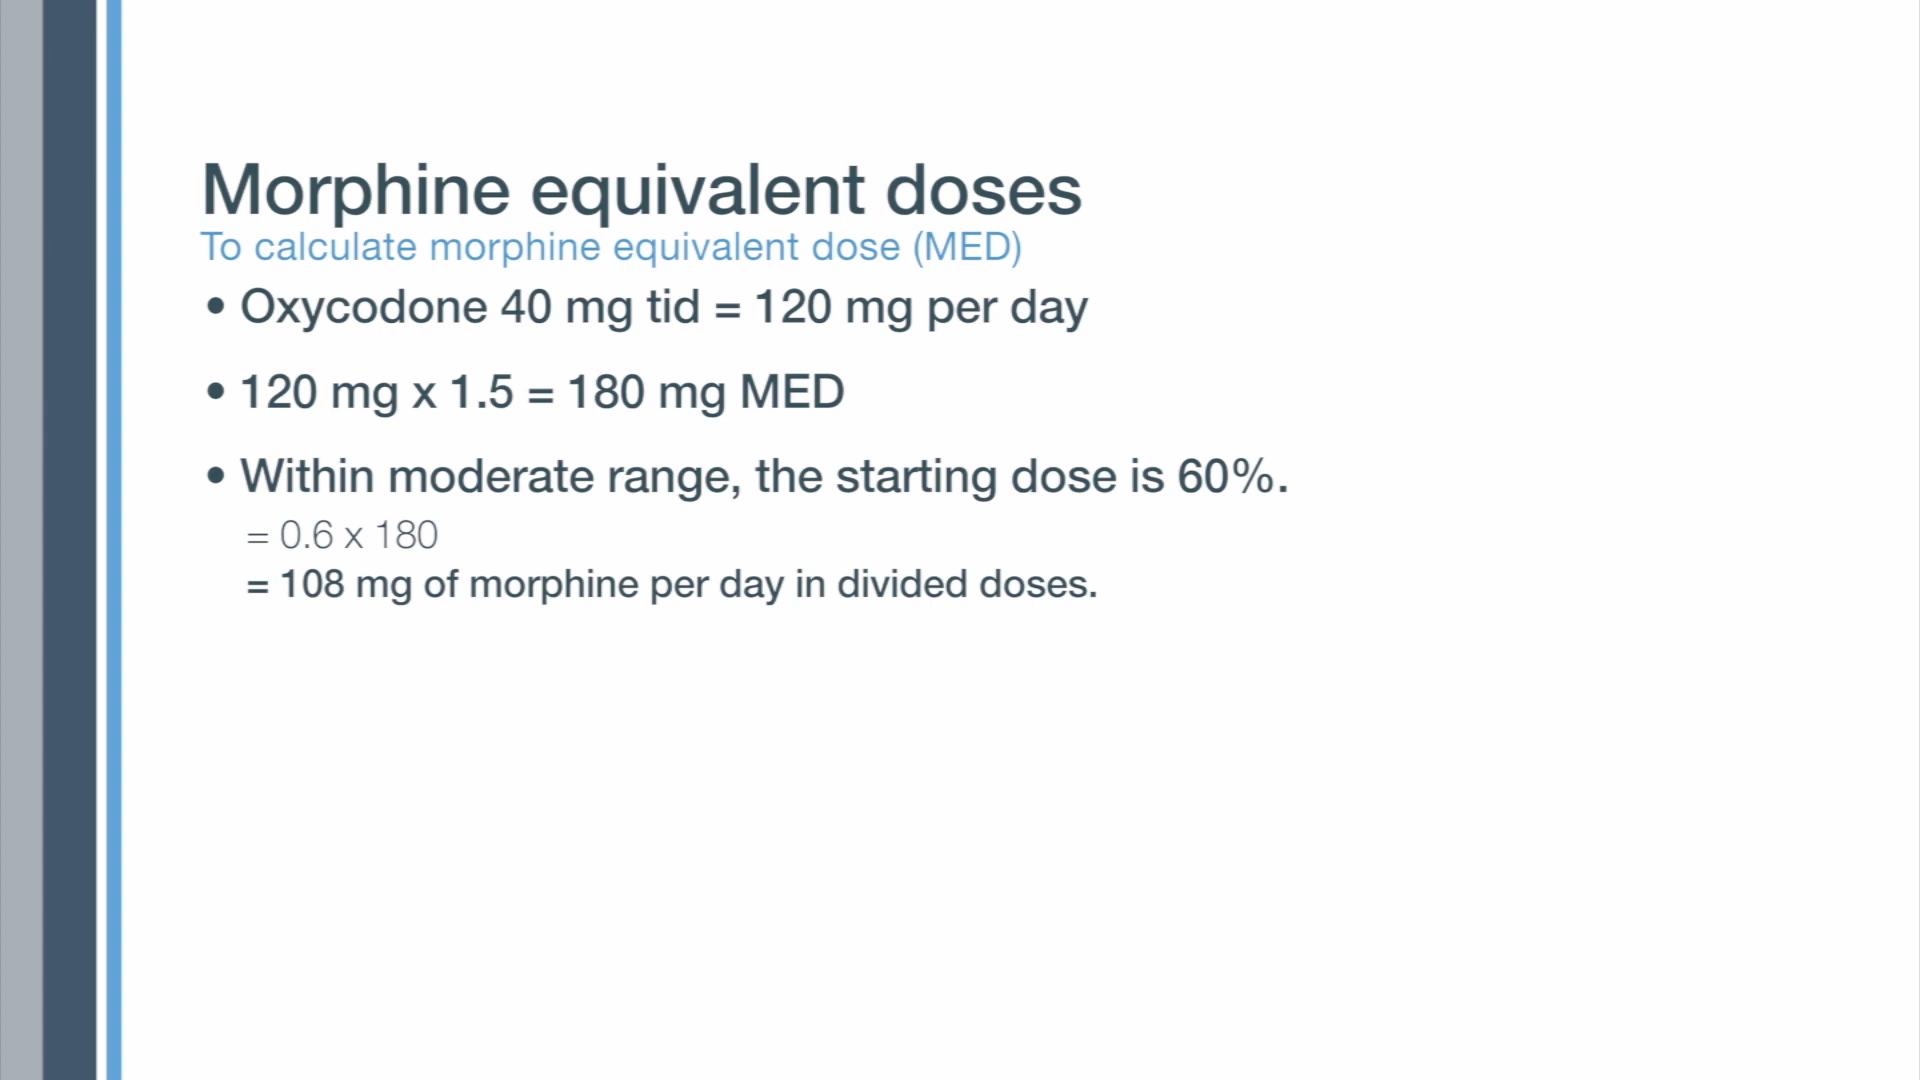 Morphine equivalent doses
To calculate morphine equivalent dose (MED)
• Oxycodone 40 mg tid = 120 mg per day
• 120 mg x 1.5 = 180 mg MED
• Within moderate range, the starting dose is 60%.
= 0.6 x 180
= 108 mg of morphine per day in divided doses.